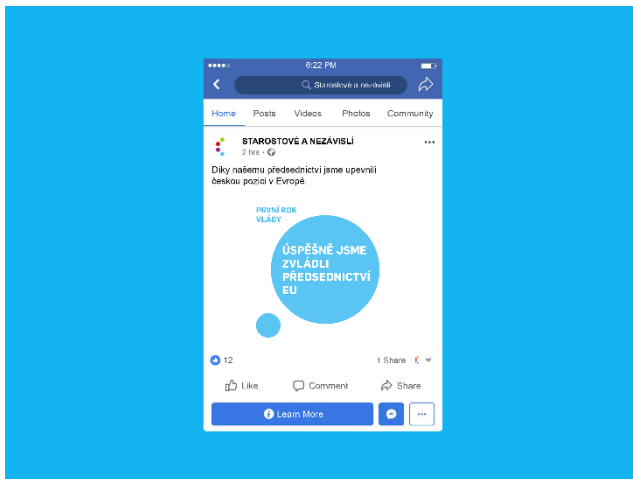 6:22 PM
Starostové a nezávislí
Home Posts Videos Photos Community
STAROSTOVÉ A NEZÁVISLÍ
2 hrs
Díky našemu předsednictví jsme upevnili
českou pozici v Evropě.
PRVNÍ ROK
VLÁDY
ÚSPĚŠNĚ JSME
ZVLÁDLI
PŘEDSEDNICTVÍ
EU
12
1 Share
Like Comment Share
Learn More